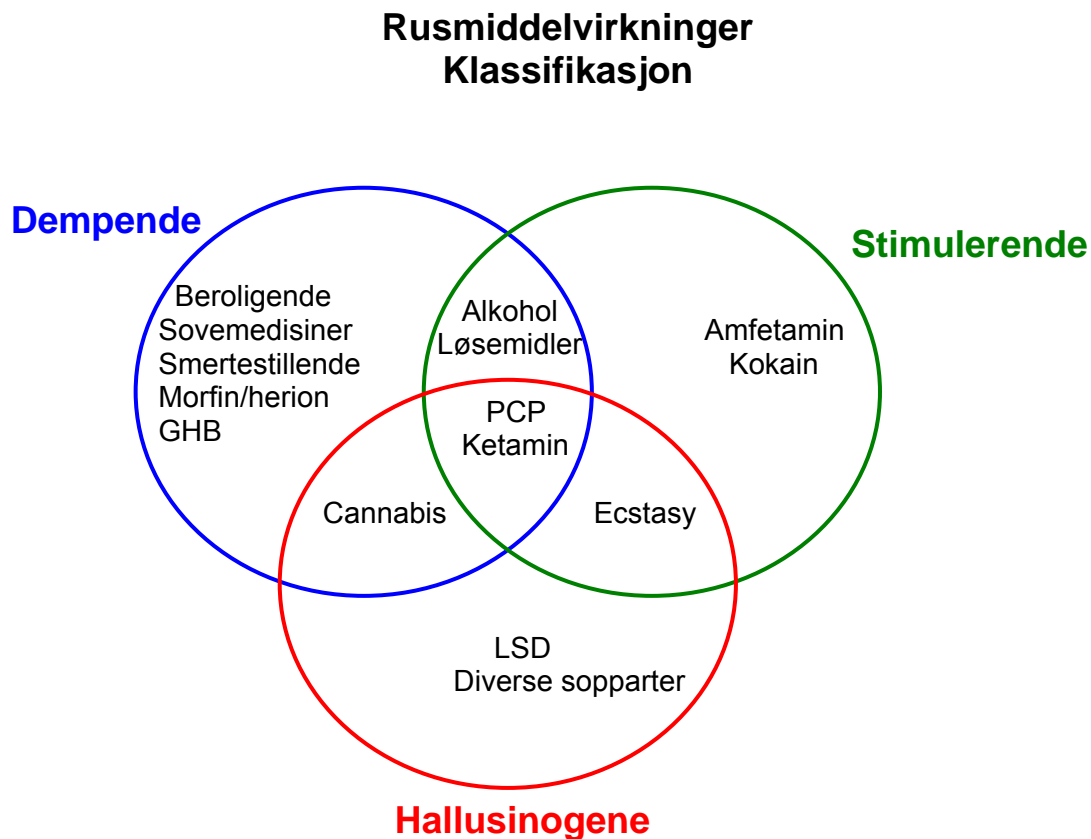 Rusmiddelvirkninger
Klassifikasjon
Dempende
Stimulerende
Beroligende
Sovemedisiner
Smertestillende
Morfin/herion
GHB
Alkohol
Løsemidler
Amfetamin
Kokain
PCP
Ketamin
Cannabis
Ecstasy
LSD
Diverse sopparter
Hallusinogene